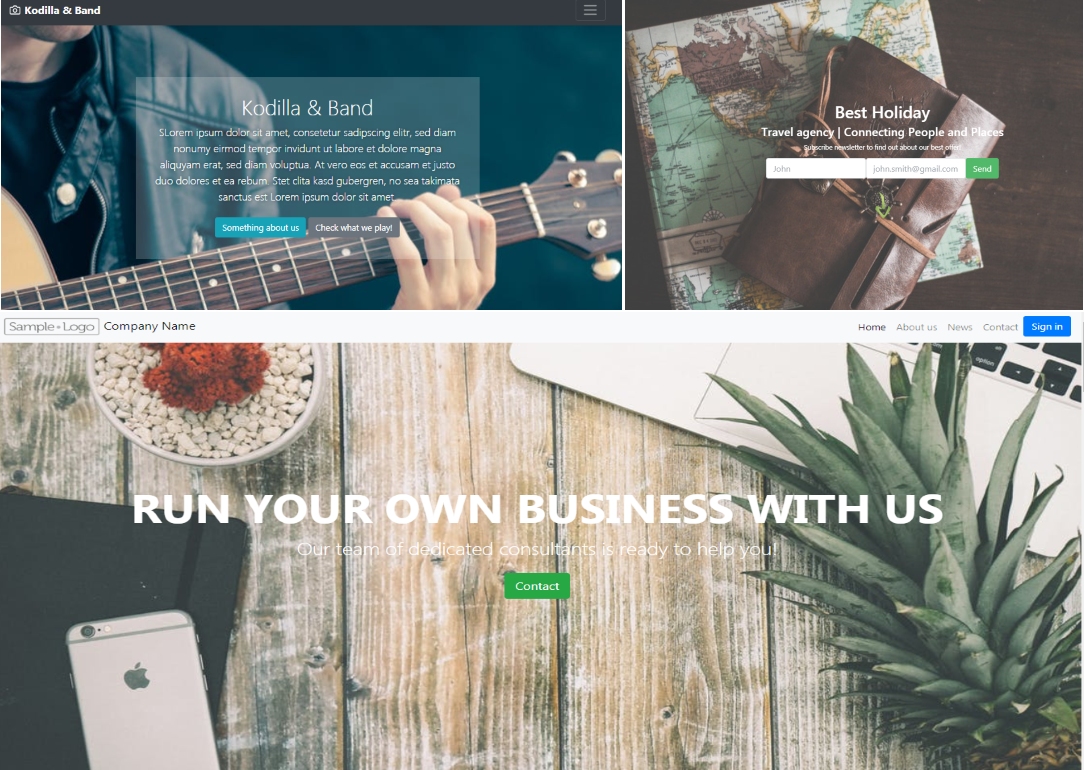 Kodilla & Band
Kodilla & Band
SLorem ipsum dolor sit amet, consetetur sadipscing elitr, sed diam
nonumy eirmod tempor invidunt ut labore et dolore magna
aliquyam erat, sed diam voluptua. At vero eos et accusam et justo
duo dolores et ea rebum. Stet clita kasd gubergren, no sea takimata
sanctus est Lorem ipsum dolor sit amet.
Something about us Check what we play!
Best Holiday
Travel agency | Connecting People and Places
Subscribe newsletter to find out about our best offers!
John john.smith@gmail.com Send
Sample Logo Company Name Home About us News Contact Sign in
RUN YOUR OWN BUSINESS WITH US
Our team of dedicated consultants is ready to help you!
Contact